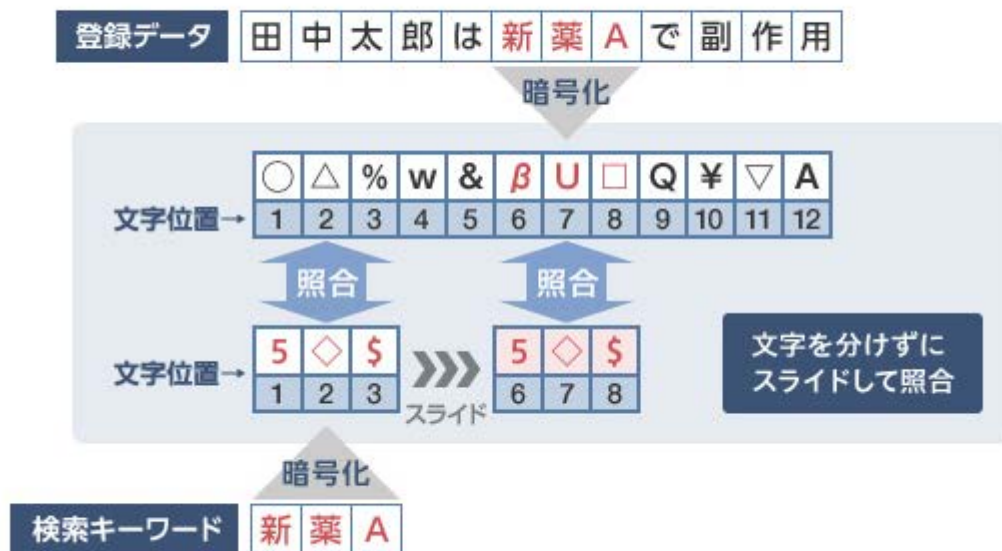 登録データ 田中太郎は新薬Aで副作用
暗号化
○△%w&βU□Q¥▽A
文字位置→ 1 2 3 4 5 6 7 8 9 10 11 12
照合 照合
5◇$ 5◇$
文字位置→ 1 2 3 スライド 6 7 8
文字を分けずに
スライドして照合
暗号化
検索キーワード 新薬A